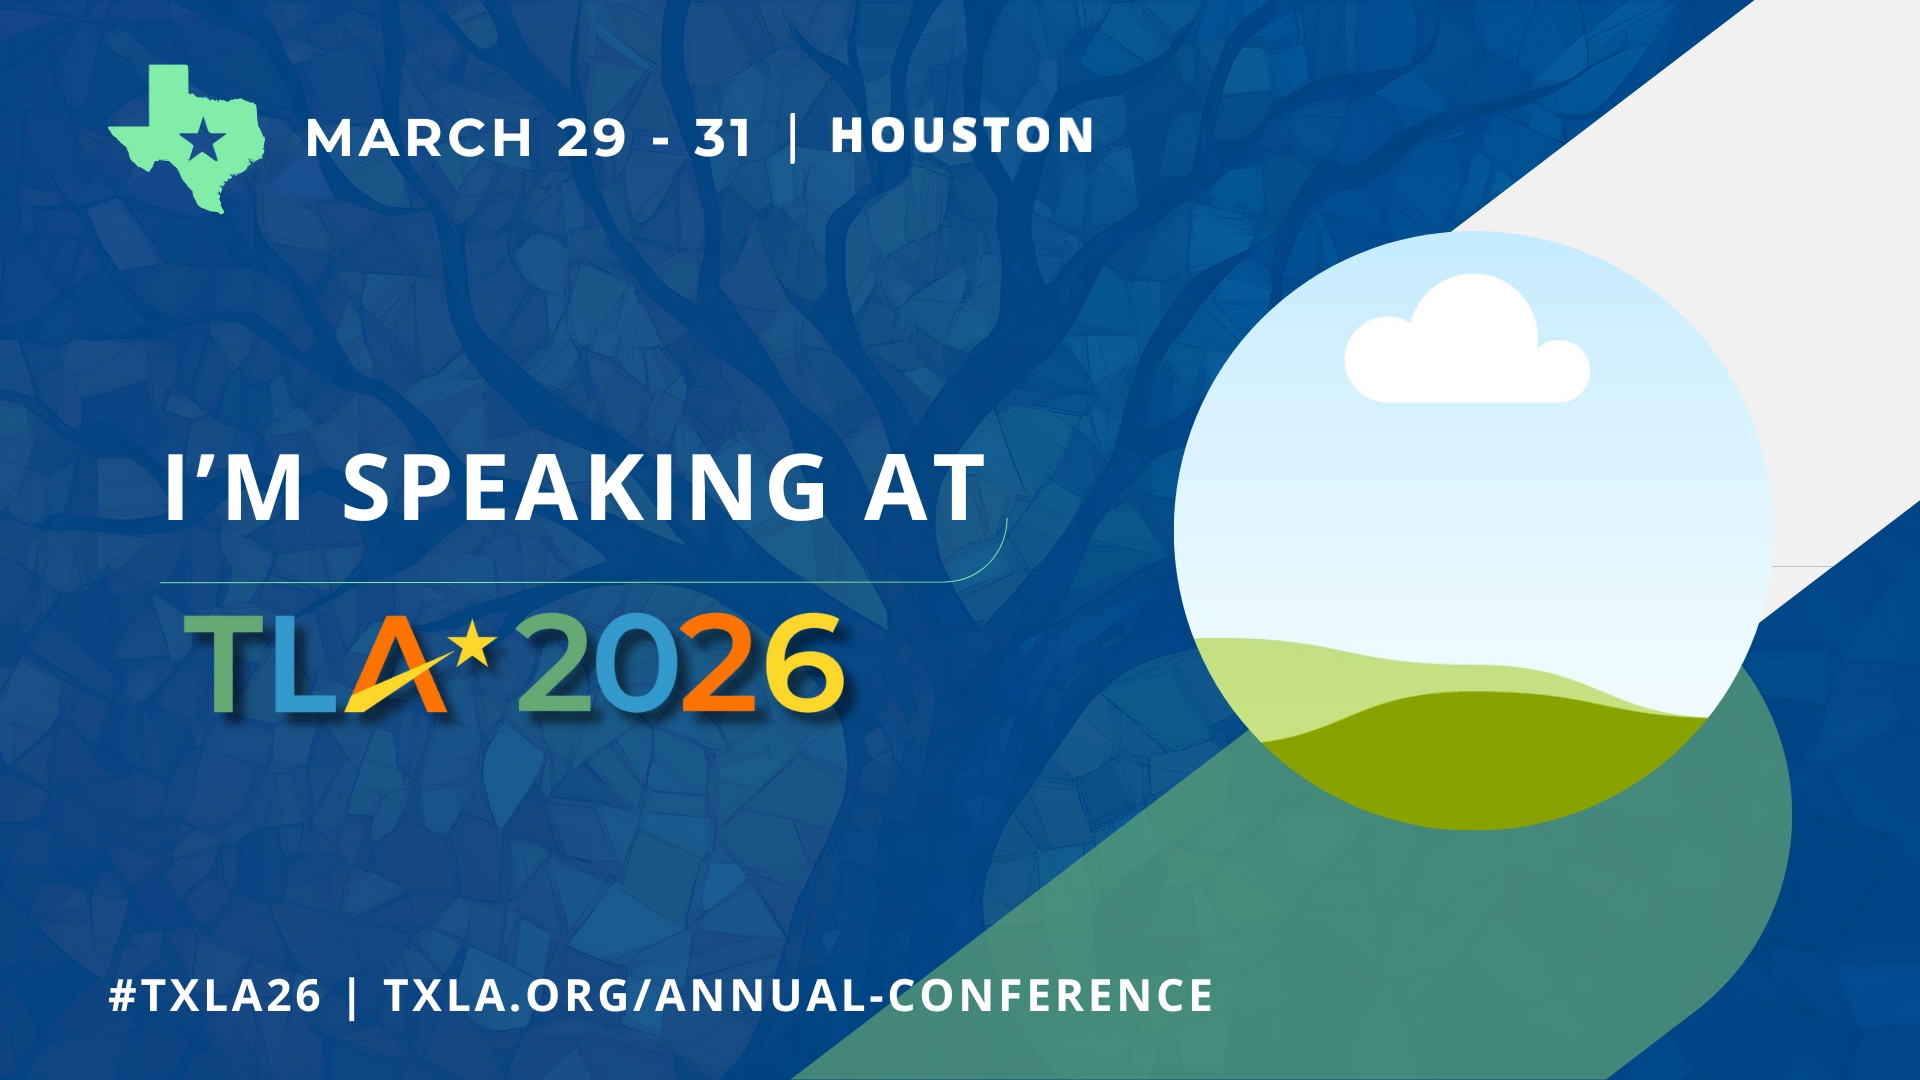 MARCH 29 - 31 | HOUSTON
I'M SPEAKING AT
TLA 2026
#TXLA26 | TXLA.ORG/ANNUAL-CONFERENCE